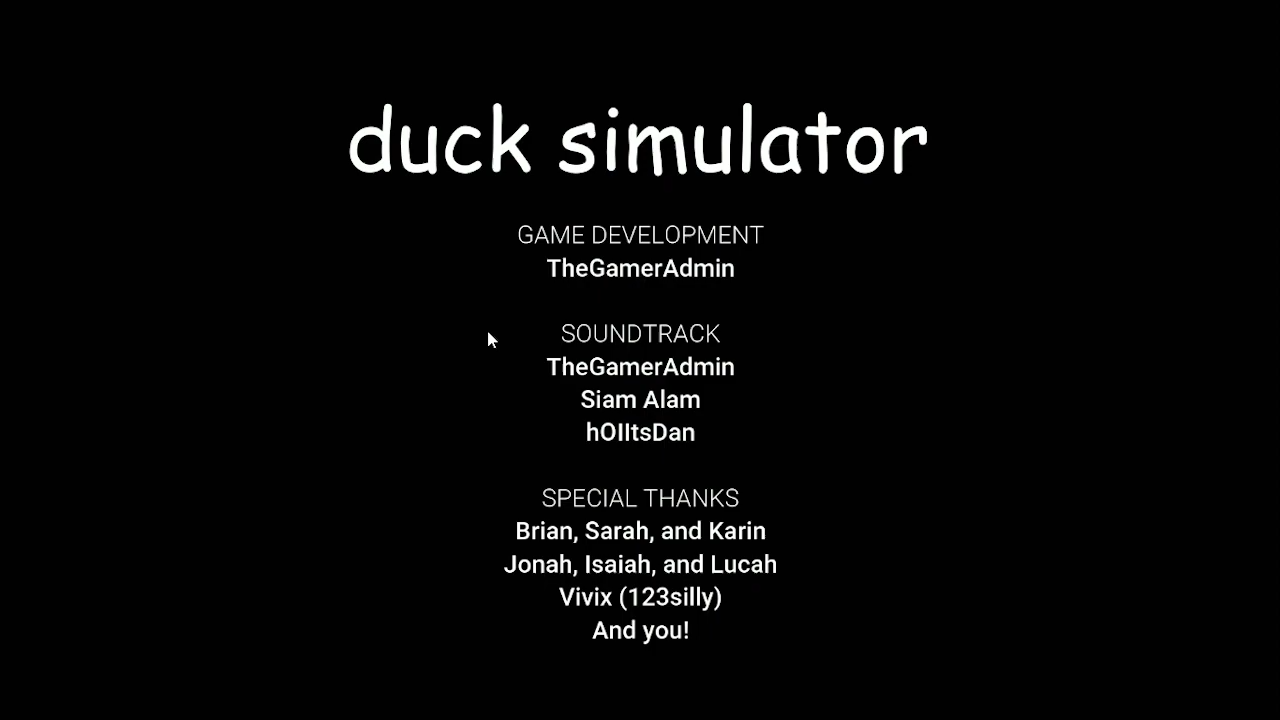 duck simulator
GAME DEVELOPMENT
TheGamerAdmin
SOUNDTRACK
TheGamerAdmin
Siam Alam
hOIItsDan
SPECIAL THANKS
Brian, Sarah, and Karin
Jonah, Isaiah, and Lucah
Vivix (123silly)
And you!